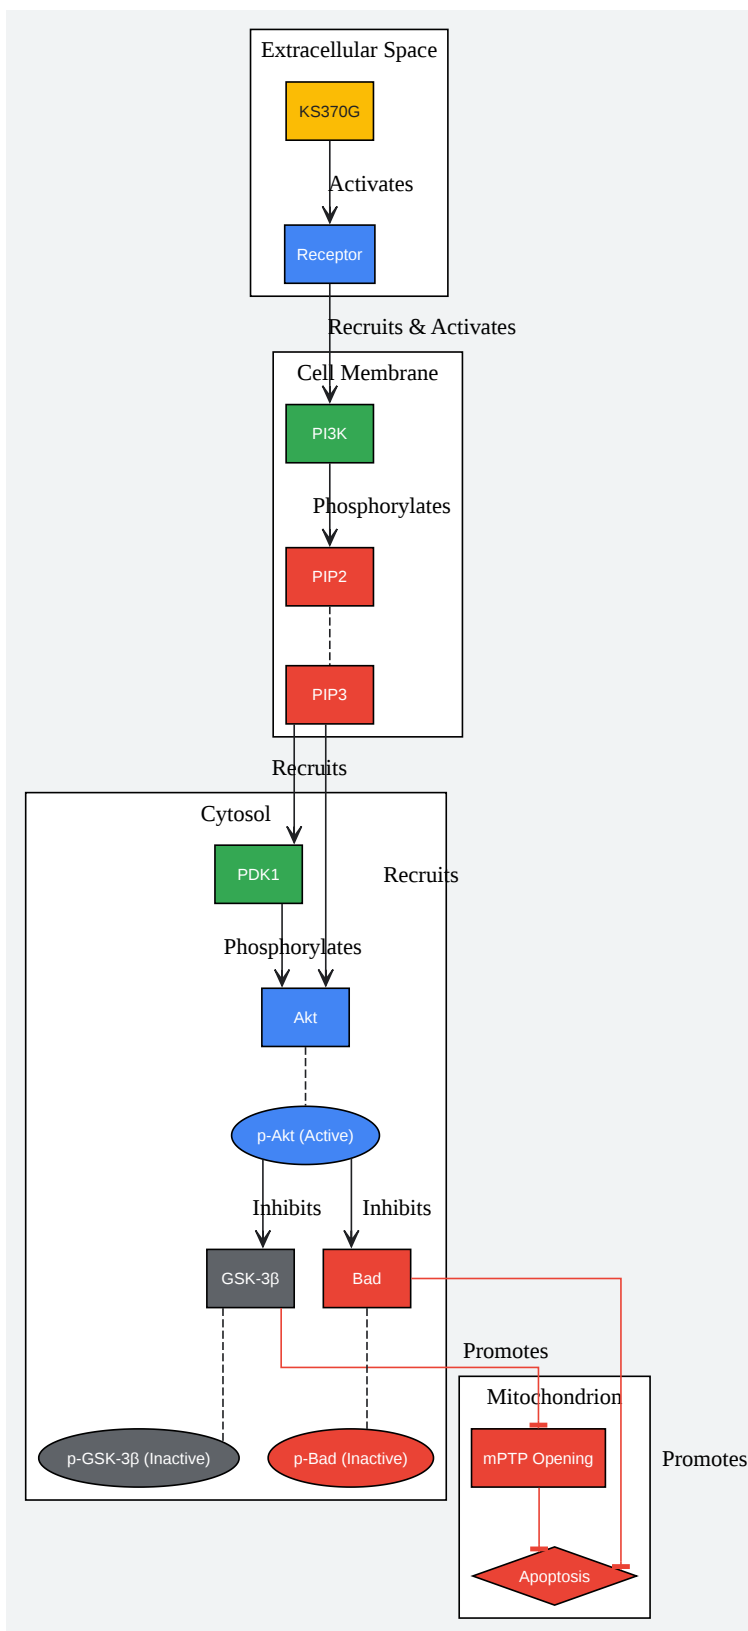 Extracellular Space
KS370G
Activates
Receptor
Recruits & Activates
Cell Membrane
PI3K
Phosphorylates
PIP2
PIP3
Recruits
Cytosol
PDK1
Recruits
Phosphorylates
Akt
p-Akt (Active)
Inhibits
Inhibits
GSK-3β
Bad
Promotes
Mitochondrion
p-GSK-3β (Inactive)
p-Bad (Inactive)
mPTP Opening
Promotes
Apoptosis